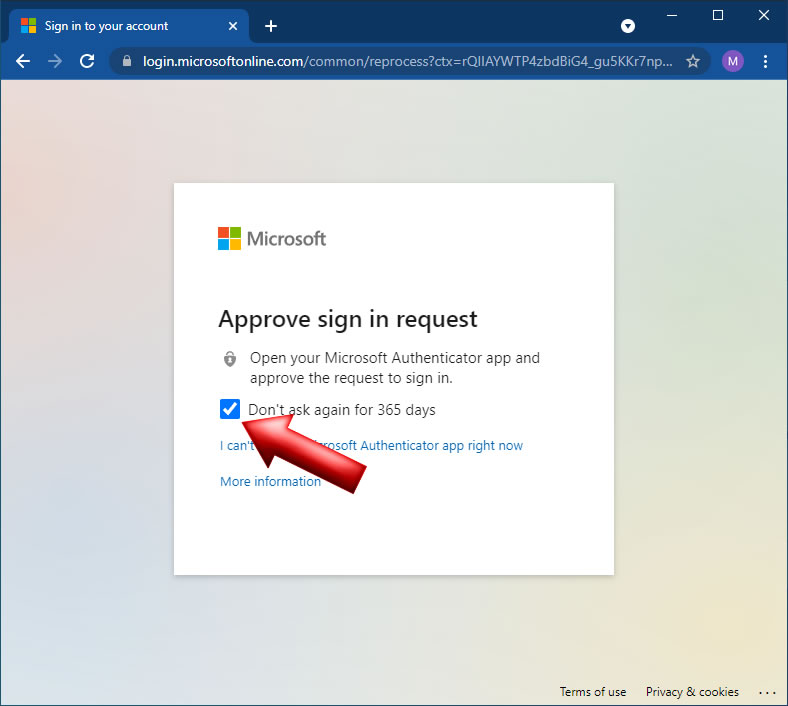 Sign in to your account
login.microsoftonline.com/common/reprocess?ctx=rQIIAYWTP4zbdBiG4_gu5KKr7np...
M
Microsoft
Approve sign in request
Open your Microsoft Authenticator app and
approve the request to sign in.
Don't ask again for 365 days
I can't Microsoft Authenticator app right now
More information
Terms of use Privacy & cookies ...